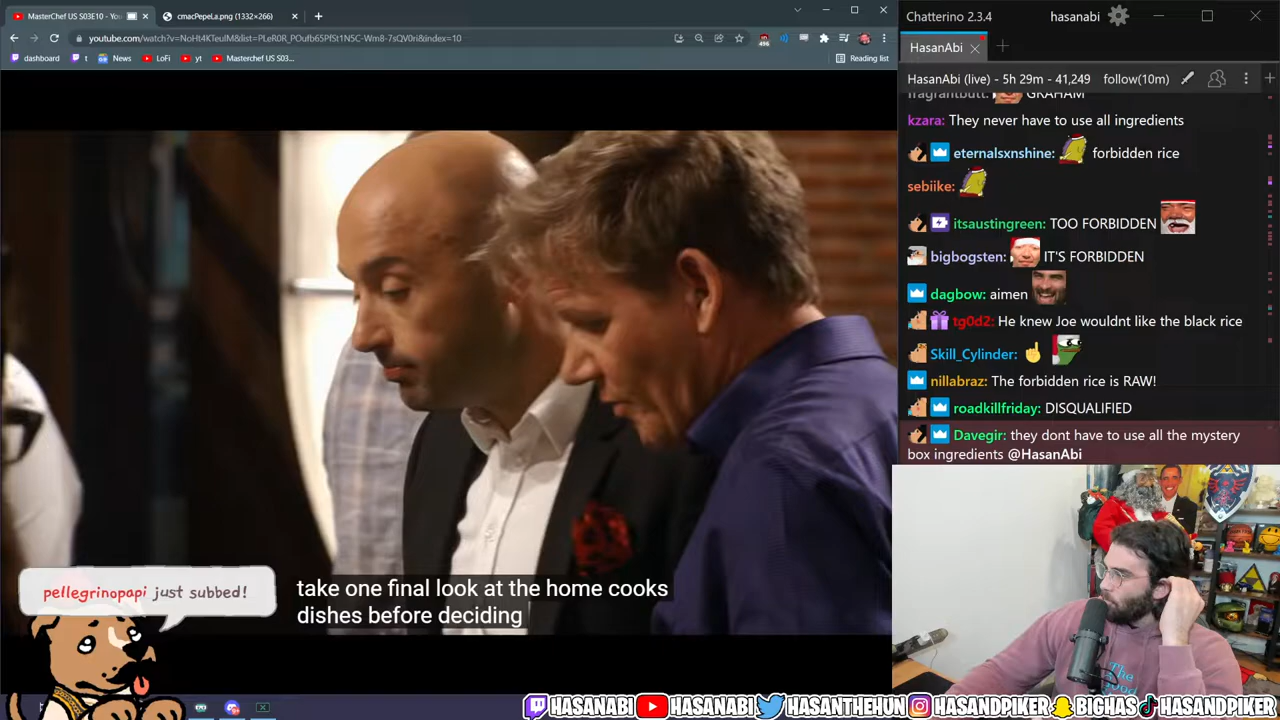 MasterChef US S03E10 - Yo
cmacPepeLa.png (1332×266)
youtube.com/watch?v=NoHt4KTeuIM&list=PLeR0R_POufb65PfSt1N5C-Wm8-7sQV0ri&index=10
dashboard
t
News
LoFi
yt
Masterchef US S03...
Reading list
take one final look at the home cooks
dishes before deciding
pellegrinopapi just subbed!
Chatterino 2.3.4
hasanabi
HasanAbi
HasanAbi (live) - 5h 29m - 41,249
follow(10m)
fragrantbutt: GRAHAM
kzara: They never have to use all ingredients
eternalsxnshine: forbidden rice
sebiike:
itsaustingreen: TOO FORBIDDEN
bigbogsten: IT'S FORBIDDEN
dagbow: aimen
tg0d2: He knew Joe wouldnt like the black rice
Skill_Cylinder:
nillabraz: The forbidden rice is RAW!
roadkillfriday: DISQUALIFIED
Davegir: they dont have to use all the mystery
box ingredients @HasanAbi
The
good
HASANABI
HASANABI
HASANTHEHUN
HASANDPIKER
BIGHAS
HASANDPIKER